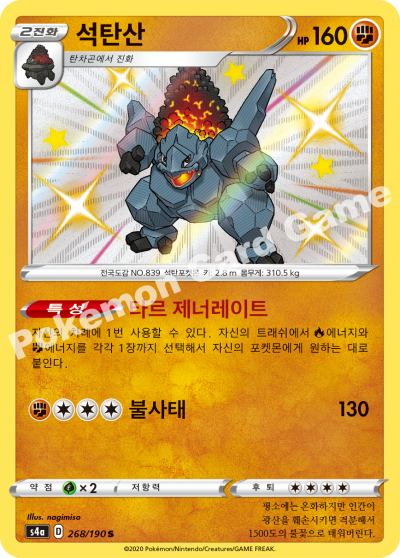 2진화 석탄산 HP 160
탄차곤에서 진화
전국도감 NO.839 석탄포켓몬 키: 2.8 m 몸무게: 310.5 kg
특성 타르 제너레이트
자신의 차례에 1번 사용할 수 있다. 자신의 트래쉬에서 에너지와
에너지를 각각 1장까지 선택해서 자신의 포켓몬에게 원하는 대로
붙인다.
불사태 130
약점 ×2 저항력 후퇴
Illus. nagimiso
s4a D 268/190 S
평소에는 온화하지만 인간이
광산을 훼손시키면 격분해서
1500도의 불꽃으로 태워버린다.
©2020 Pokémon/Nintendo/Creatures/GAME FREAK.
Pokémon Card Game